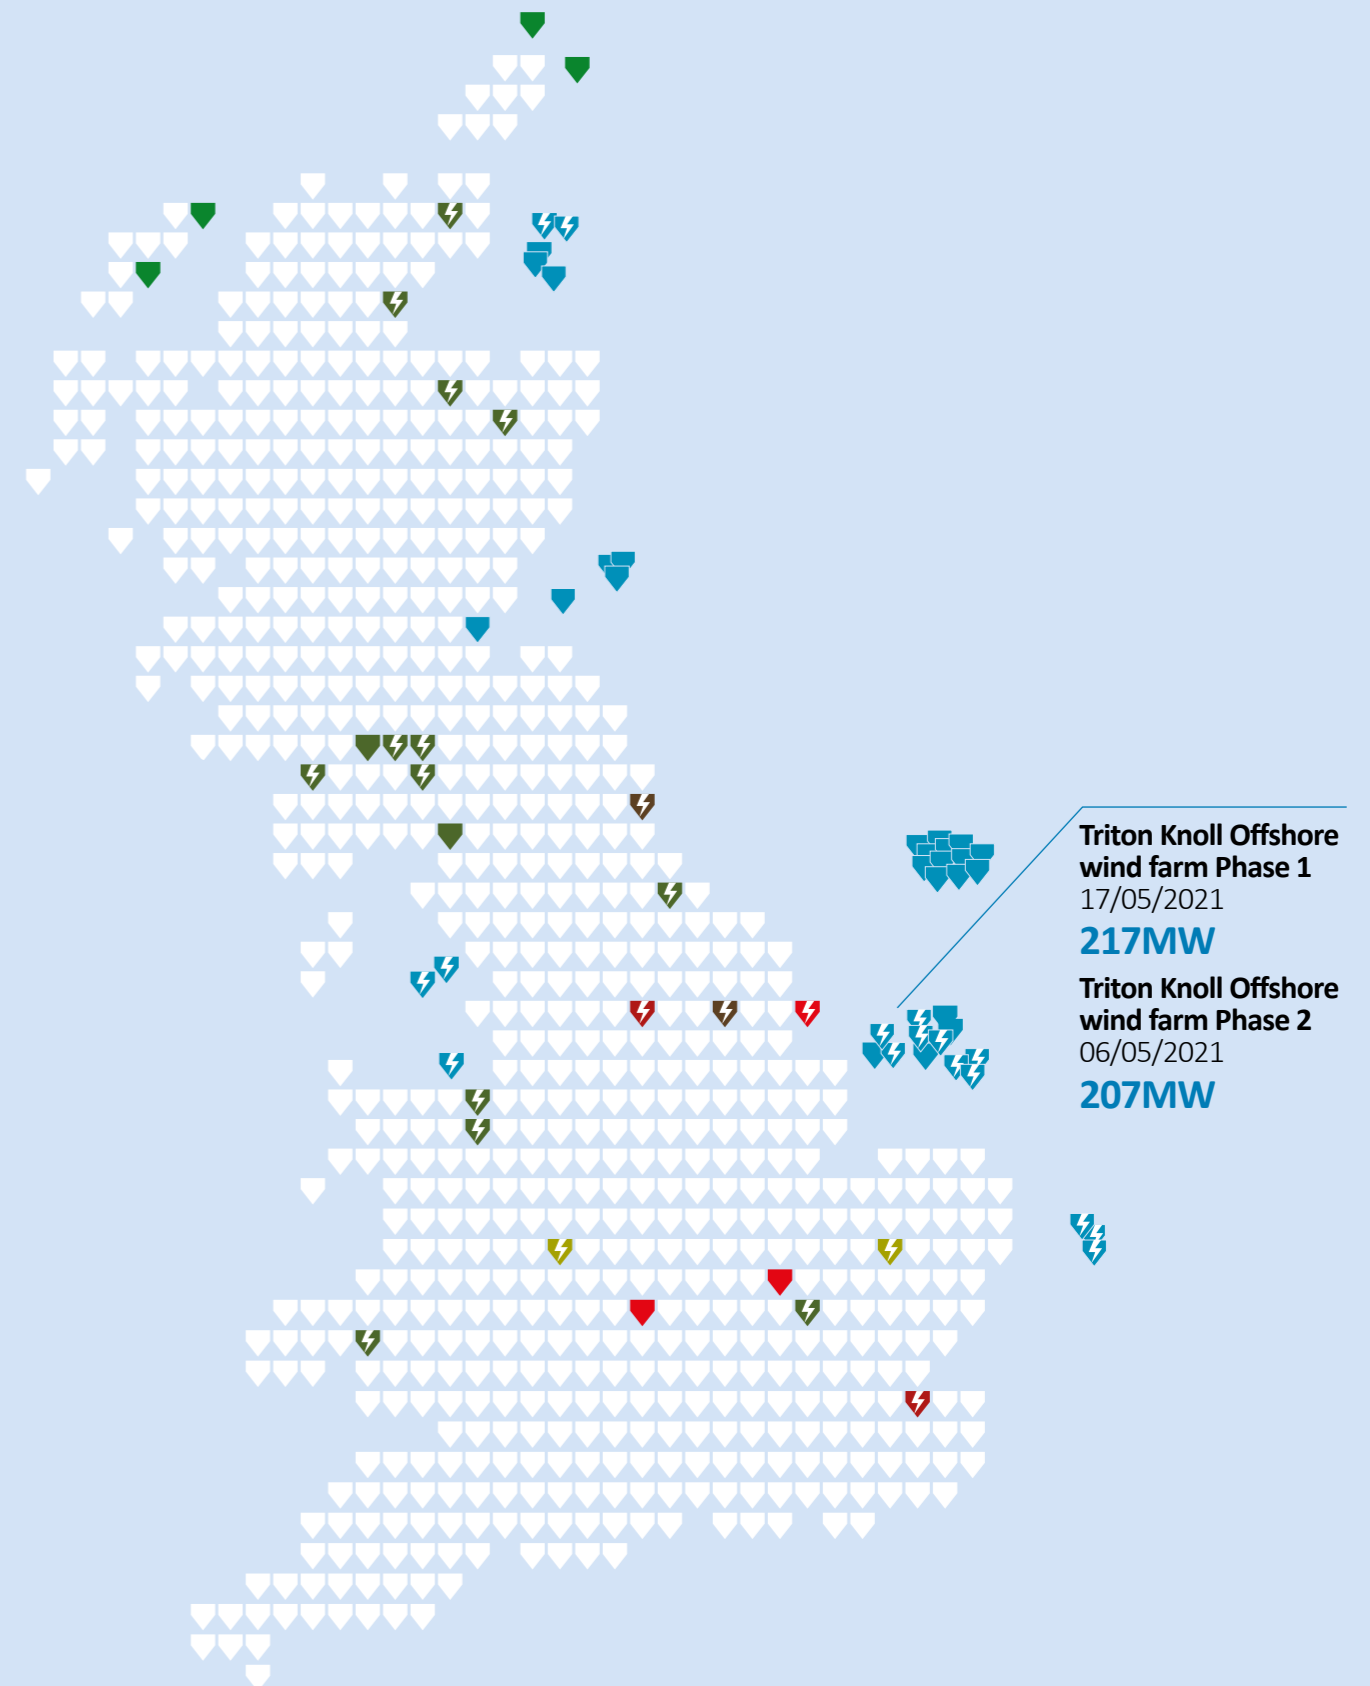 Triton Knoll Offshore
wind farm Phase 1
17/05/2021
217MW
Triton Knoll Offshore
wind farm Phase 2
06/05/2021
207MW